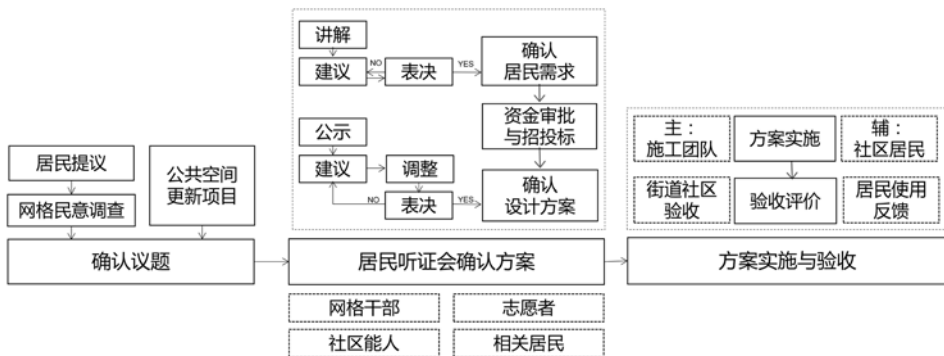 讲解
建议
NO
表决
YES
确认
居民需求
资金审批
与招投标
公示
建议
调整
NO
表决
YES
确认
设计方案
居民提议
网格民意调查
公共空间
更新项目
主：
施工团队
方案实施
辅：
社区居民
街道社区
验收
验收评价
居民使用
反馈
确认议题
居民听证会确认方案
方案实施与验收
网格干部
志愿者
社区能人
相关居民